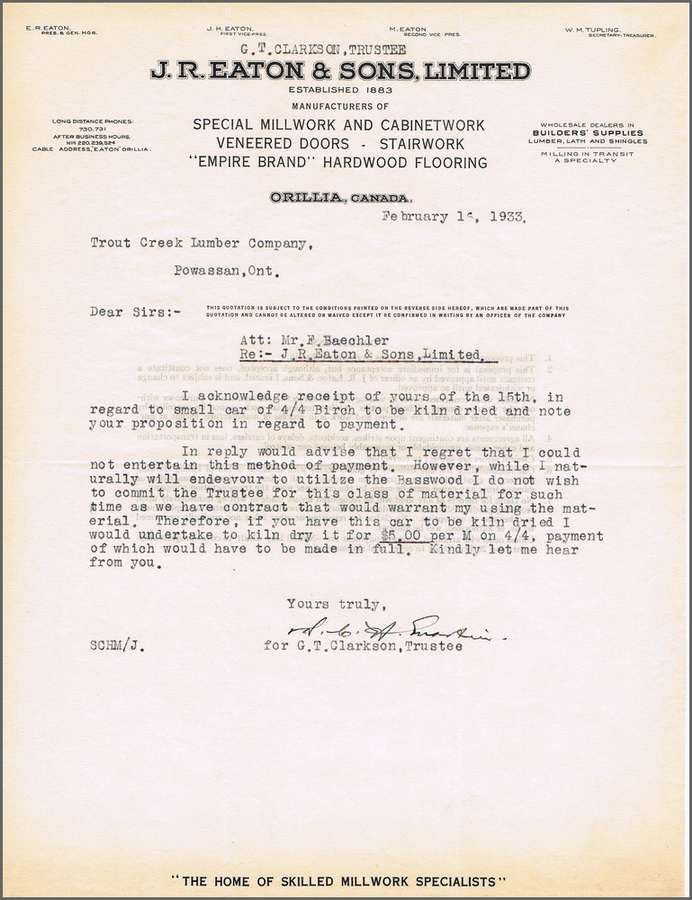 E.R.EATON,
PRES. & GEN. MGR.
J.H.EATON,
FIRST VICE-PRES.
M.EATON
SECOND VICE-PRES.
W.M.TUPLING.
SECRETARY-TREASURER.
G.T.CLARKSON,TRUSTEE
J.R.EATON & SONS,LIMITED
ESTABLISHED 1883
MANUFACTURERS OF
SPECIAL MILLWORK AND CABINETWORK
VENEERED DOORS - STAIRWORK
"EMPIRE BRAND" HARDWOOD FLOORING
LONG DISTANCE PHONES:
730,731
AFTER BUSINESS HOURS,
NOS 220,239,524
CABLE ADDRESS,"EATON" ORILLIA.
WHOLESALE DEALERS IN
BUILDERS' SUPPLIES
LUMBER, LATH AND SHINGLES
MILLING IN TRANSIT
A SPECIALTY
ORILLIA, CANADA.
February 16, 1933.
Trout Creek Lumber Company,
Powassan,Ont.
Dear Sirs:-
THIS QUOTATION IS SUBJECT TO THE CONDITIONS PRINTED ON THE REVERSE SIDE HEREOF, WHICH ARE MADE PART OF THIS
QUOTATION AND CANNOT BE ALTERED OR WAIVED EXCEPT IT BE CONFIRMED IN WRITING BY AN OFFICER OF THE COMPANY
Att: Mr.F.Baechler
Re:- J.R.Eaton & Sons,Limited.
I acknowledge receipt of yours of the 15th, in
regard to small car of 4/4 Birch to be kiln dried and note
your proposition in regard to payment.
In reply would advise that I regret that I could
not entertain this method of payment. However, while I nat-
urally will endeavour to utilize the Basswood I do not wish
to commit the Trustee for this class of material for such
time as we have contract that would warrant my using the mat-
erial. Therefore, if you have this car to be kiln dried I
would undertake to kiln dry it for $5.00 per M on 4/4, payment
of which would have to be made in full. Kindly let me hear
from you.
Yours truly,
SCHM/J.
for G.T.Clarkson,Trustee
"THE HOME OF SKILLED MILLWORK SPECIALISTS"